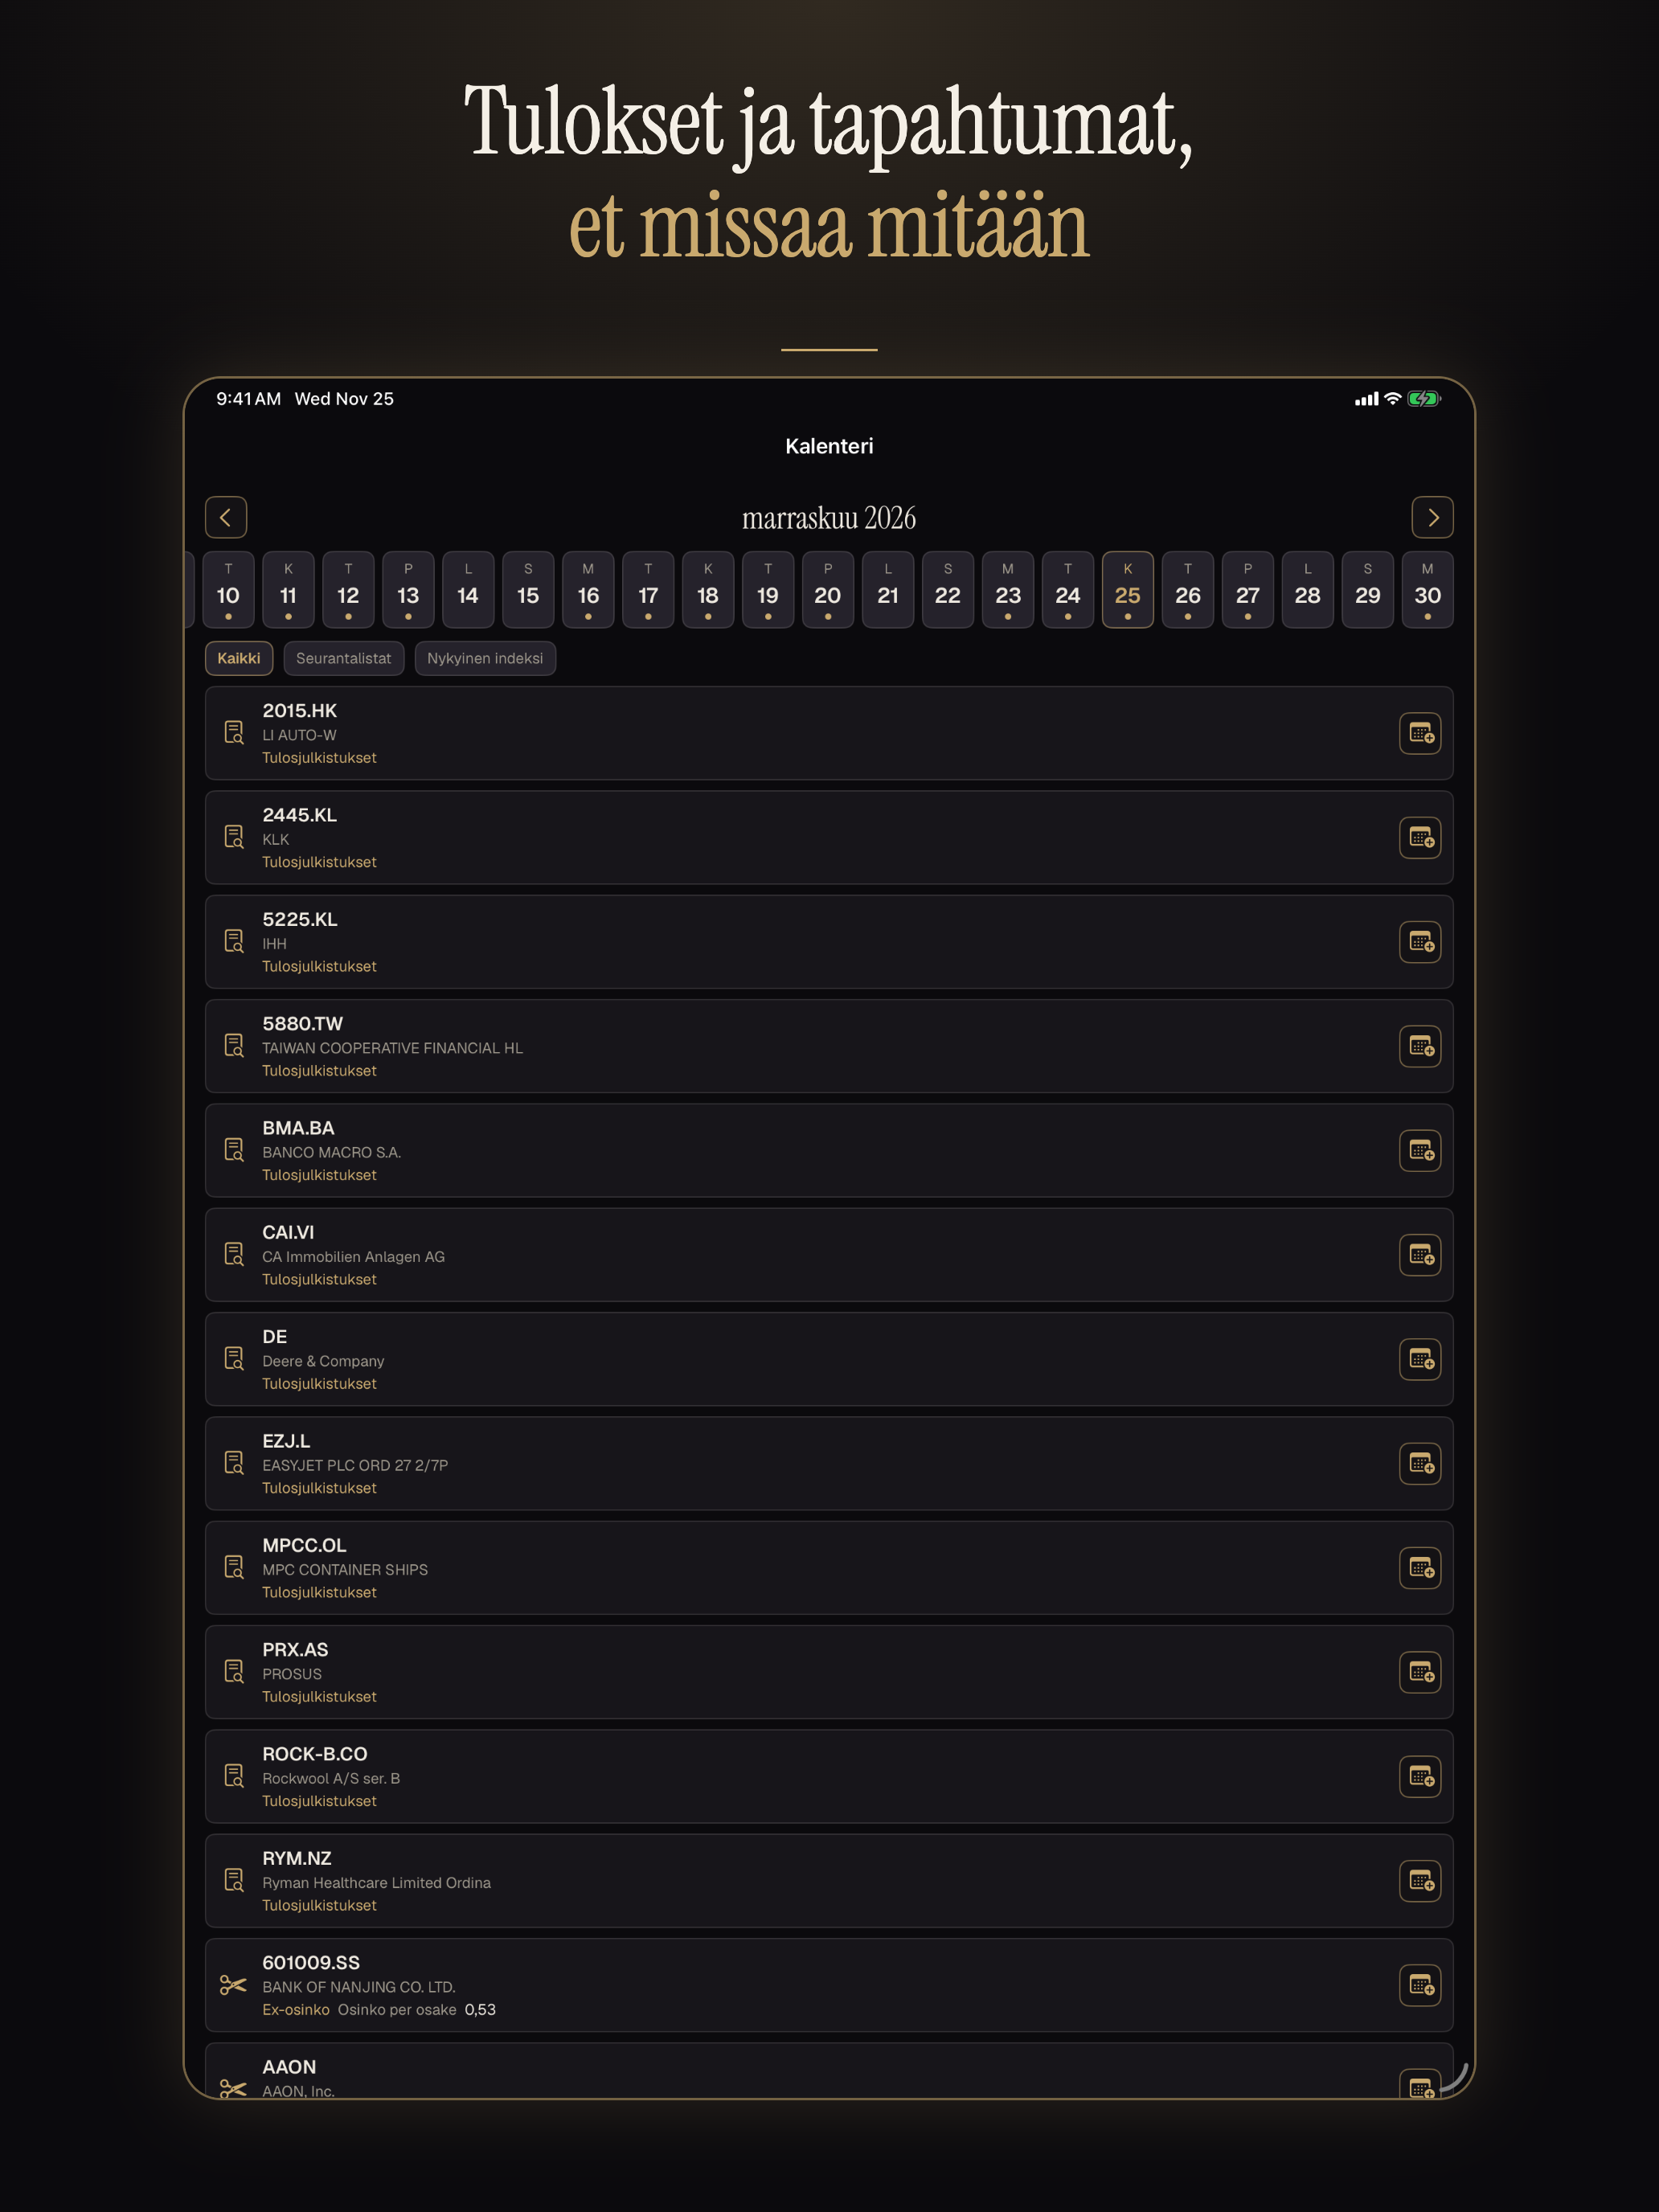 Tulokset ja tapahtumat,
et missaa mitään
9:41 AM Wed Nov 25
Kalenteri
marraskuu 2026
T K T P L S M T K T P L S M T K T P L S M
10 11 12 13 14 15 16 17 18 19 20 21 22 23 24 25 26 27 28 29 30
Kaikki Seurantalistat Nykyinen indeksi
2015.HK
LI AUTO-W
Tulosjulkistukset
2445.KL
KLK
Tulosjulkistukset
5225.KL
IHH
Tulosjulkistukset
5880.TW
TAIWAN COOPERATIVE FINANCIAL HL
Tulosjulkistukset
BMA.BA
BANCO MACRO S.A.
Tulosjulkistukset
CAI.VI
CA Immobilien Anlagen AG
Tulosjulkistukset
DE
Deere & Company
Tulosjulkistukset
EZJ.L
EASYJET PLC ORD 27 2/7P
Tulosjulkistukset
MPCC.OL
MPC CONTAINER SHIPS
Tulosjulkistukset
PRX.AS
PROSUS
Tulosjulkistukset
ROCK-B.CO
Rockwool A/S ser. B
Tulosjulkistukset
RYM.NZ
Ryman Healthcare Limited Ordina
Tulosjulkistukset
601009.SS
BANK OF NANJING CO. LTD.
Ex-osinko Osinko per osake 0,53
AAON
AAON, Inc.